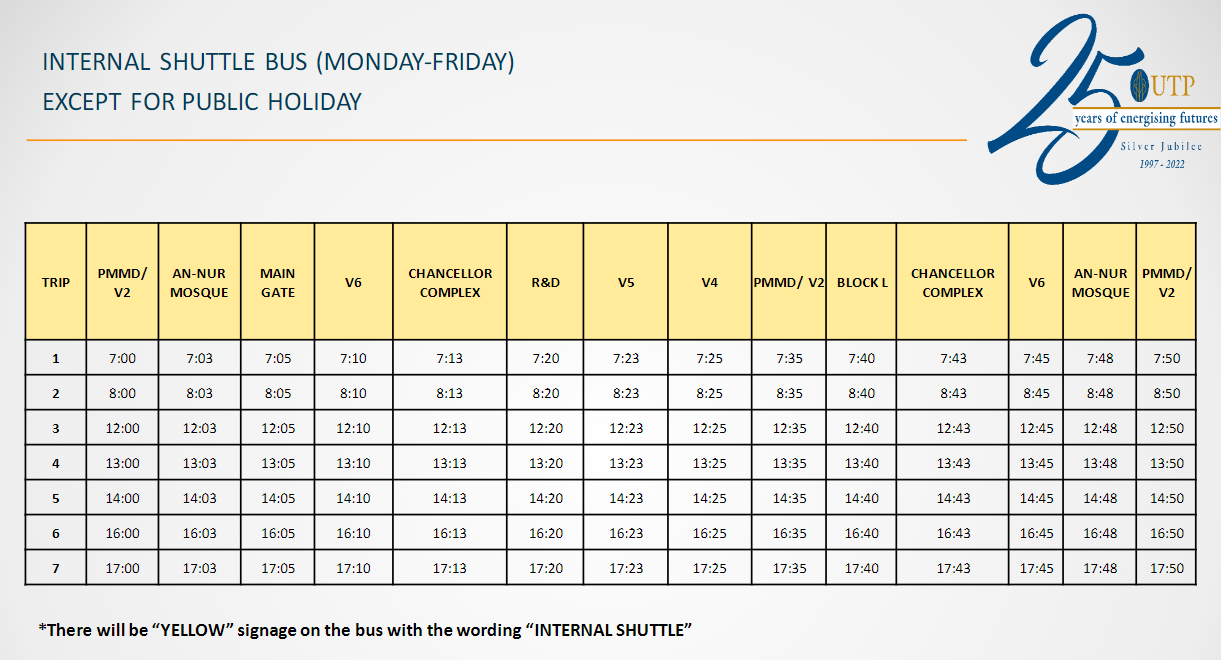 INTERNAL SHUTTLE BUS (MONDAY-FRIDAY)
EXCEPT FOR PUBLIC HOLIDAY
25
UTP
years of energising futures
Silver Jubilee
1997 - 2022
TRIP PMMD/ V2 AN-NUR MOSQUE MAIN GATE V6 CHANCELLOR COMPLEX R&D V5 V4 PMMD/ V2 BLOCK L CHANCELLOR COMPLEX V6 AN-NUR MOSQUE PMMD/ V2
1 7:00 7:03 7:05 7:10 7:13 7:20 7:23 7:25 7:35 7:40 7:43 7:45 7:48 7:50
2 8:00 8:03 8:05 8:10 8:13 8:20 8:23 8:25 8:35 8:40 8:43 8:45 8:48 8:50
3 12:00 12:03 12:05 12:10 12:13 12:20 12:23 12:25 12:35 12:40 12:43 12:45 12:48 12:50
4 13:00 13:03 13:05 13:10 13:13 13:20 13:23 13:25 13:35 13:40 13:43 13:45 13:48 13:50
5 14:00 14:03 14:05 14:10 14:13 14:20 14:23 14:25 14:35 14:40 14:43 14:45 14:48 14:50
6 16:00 16:03 16:05 16:10 16:13 16:20 16:23 16:25 16:35 16:40 16:43 16:45 16:48 16:50
7 17:00 17:03 17:05 17:10 17:13 17:20 17:23 17:25 17:35 17:40 17:43 17:45 17:48 17:50
*There will be “YELLOW” signage on the bus with the wording “INTERNAL SHUTTLE”